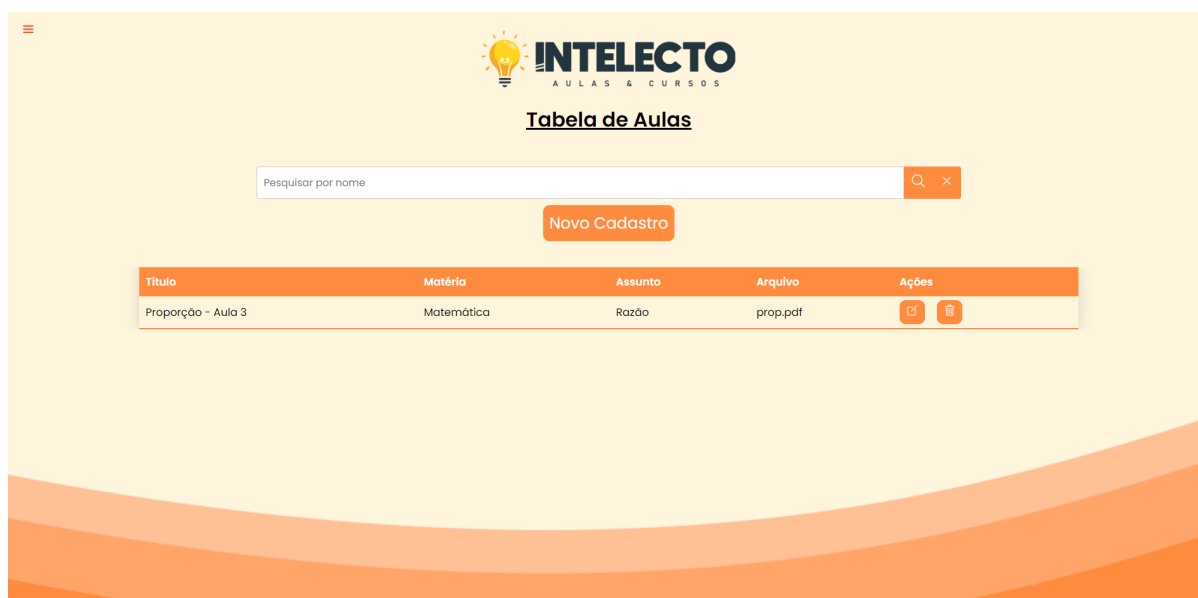 INTELECTO
AULAS & CURSOS
Tabela de Aulas
Pesquisar por nome
Novo Cadastro
Título Matéria Assunto Arquivo Ações
Proporção - Aula 3 Matemática Razão prop.pdf